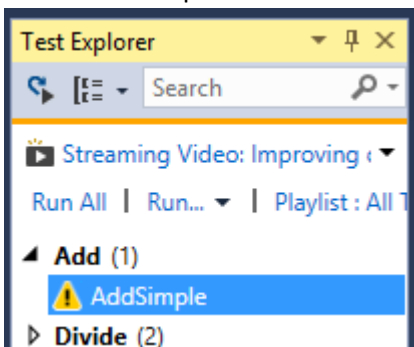 Test Explorer
Search
Streaming Video: Improving
Run All | Run... | Playlist : All
Add (1)
AddSimple
Divide (2)